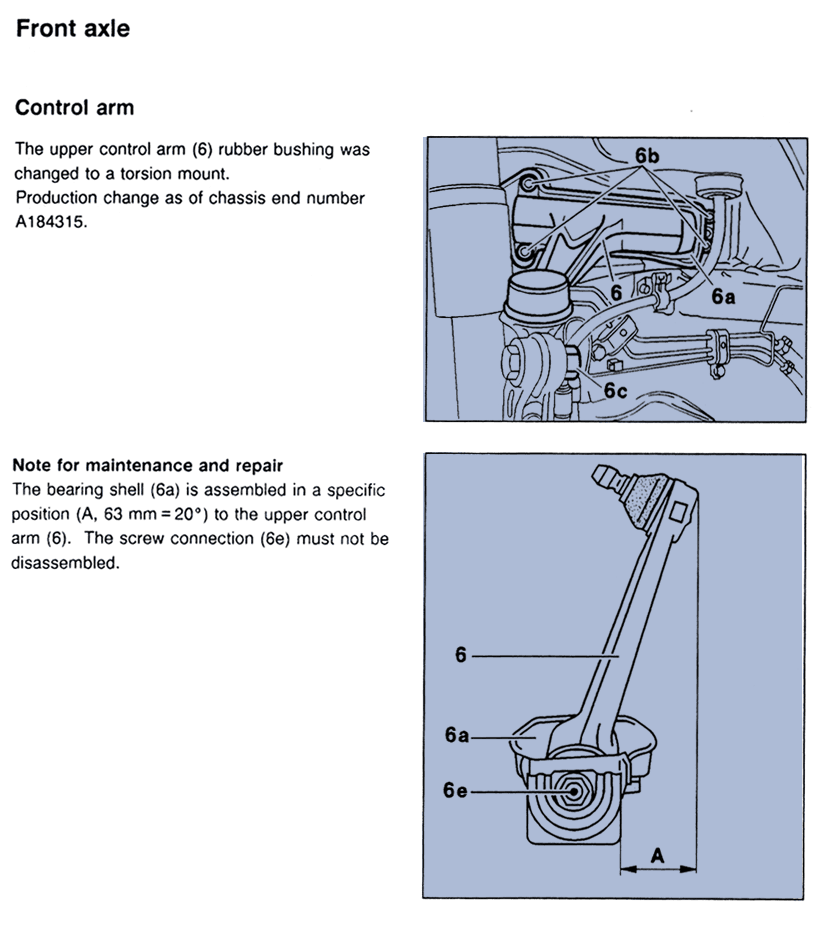 Front axle
Control arm
The upper control arm (6) rubber bushing was
changed to a torsion mount.
Production change as of chassis end number
A184315.
6b
6
6a
6c
Note for maintenance and repair
The bearing shell (6a) is assembled in a specific
position (A, 63 mm = 20°) to the upper control
arm (6). The screw connection (6e) must not be
disassembled.
6
6a
6e
A